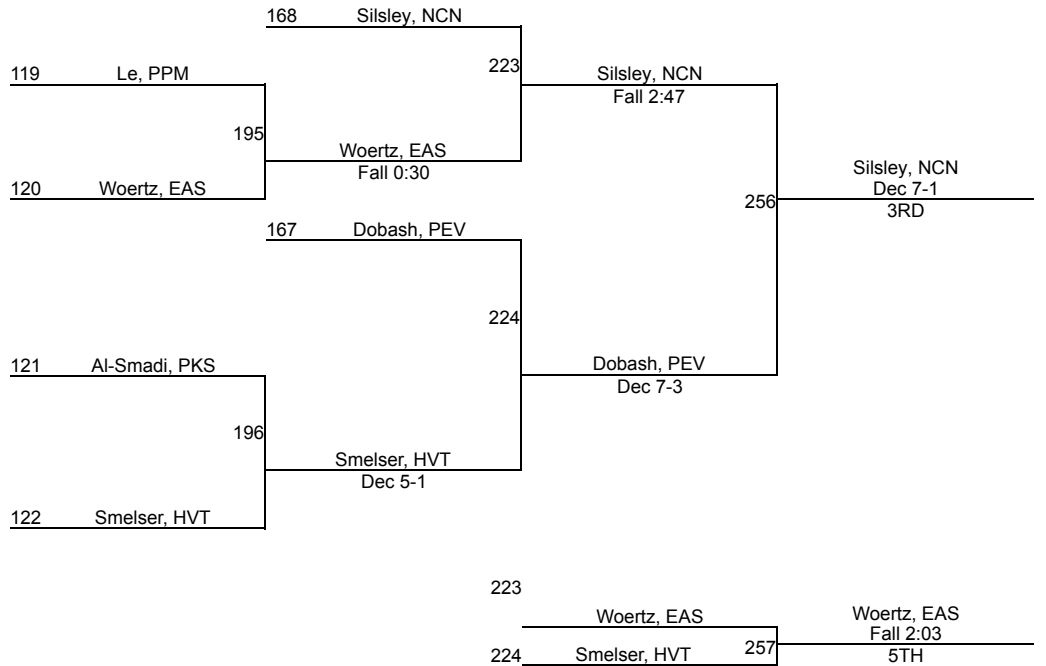 168 Silsley, NCN
223
119 Le, PPM
Silsley, NCN
Fall 2:47
195
Woertz, EAS
Fall 0:30
120 Woertz, EAS
Silsley, NCN
Dec 7-1
3RD
256
167 Dobash, PEV
224
121 Al-Smadi, PKS
Dobash, PEV
Dec 7-3
196
Smelser, HVT
Dec 5-1
122 Smelser, HVT
223
Woertz, EAS
224 Smelser, HVT
257
Woertz, EAS
Fall 2:03
5TH